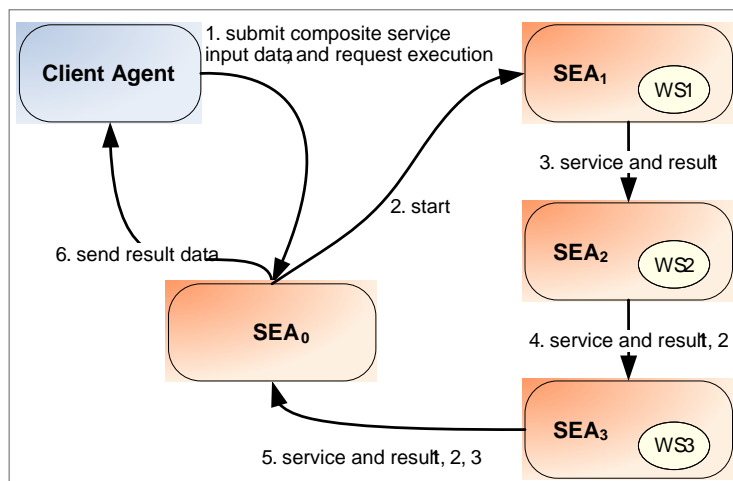 1. submit composite service,
input data, and request execution
Client Agent
SEA₁
WS1
3. service and result
2. start
SEA₂
WS2
6. send result data
SEA₀
4. service and result, 2
SEA₃
WS3
5. service and result, 2, 3